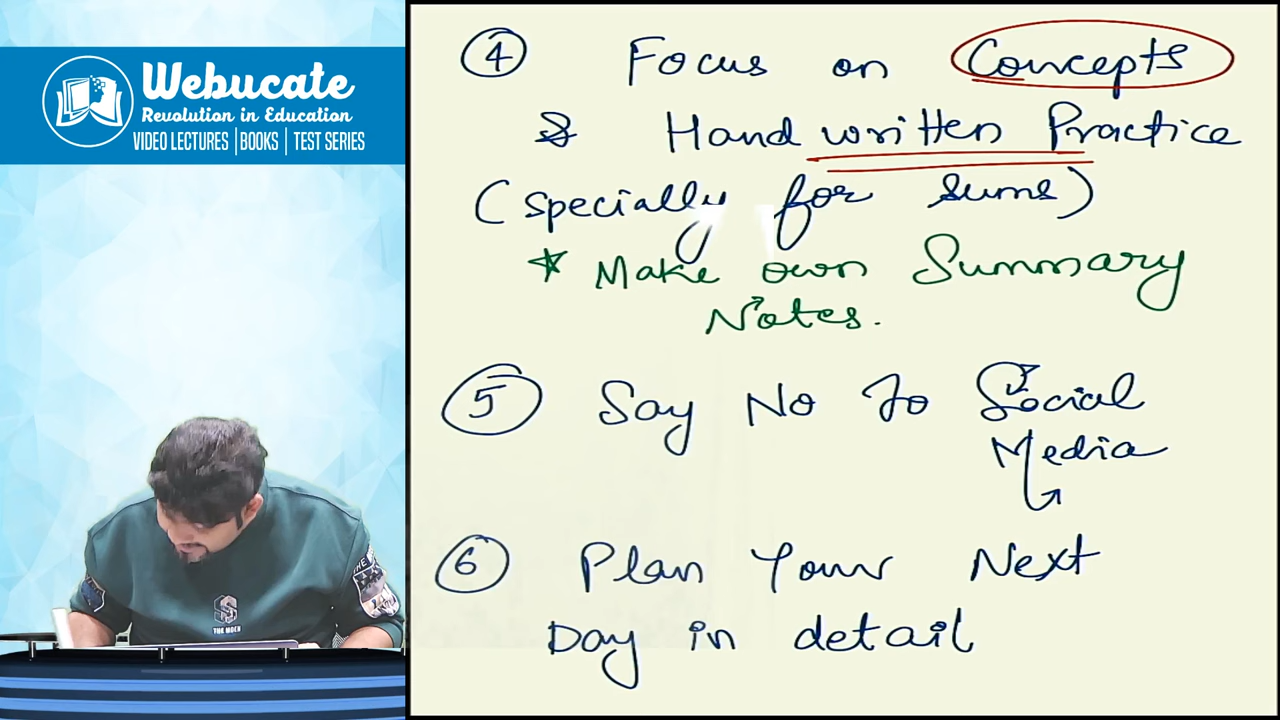 Webucate
Revolution in Education
VIDEO LECTURES | BOOKS | TEST SERIES
④ Focus on Concepts
& Hand written Practice
(specially for sums)
* Make own Summary
Notes.
⑤ Say No To Social
Media
⑥ Plan Your Next
Day in detail